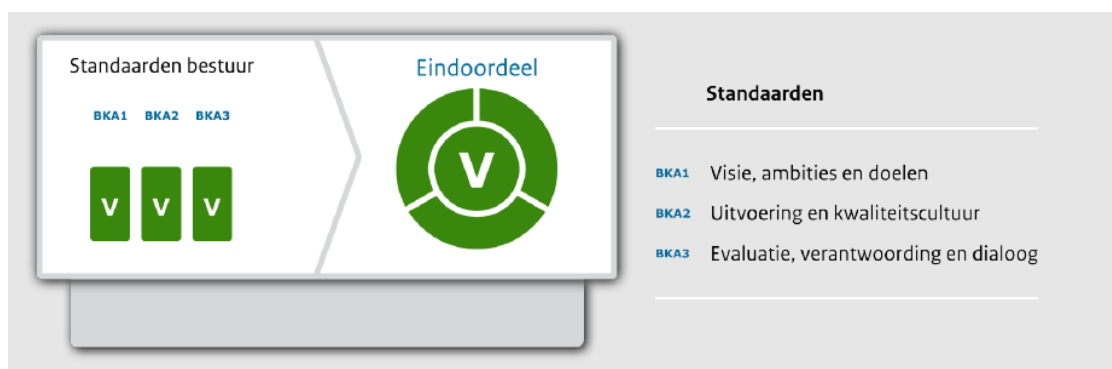 Standaarden bestuur
BKA1 BKA2 BKA3
V V V
Eindoordeel
V
Standaarden
BKA1 Visie, ambities en doelen
BKA2 Uitvoering en kwaliteitscultuur
BKA3 Evaluatie, verantwoording en dialoog